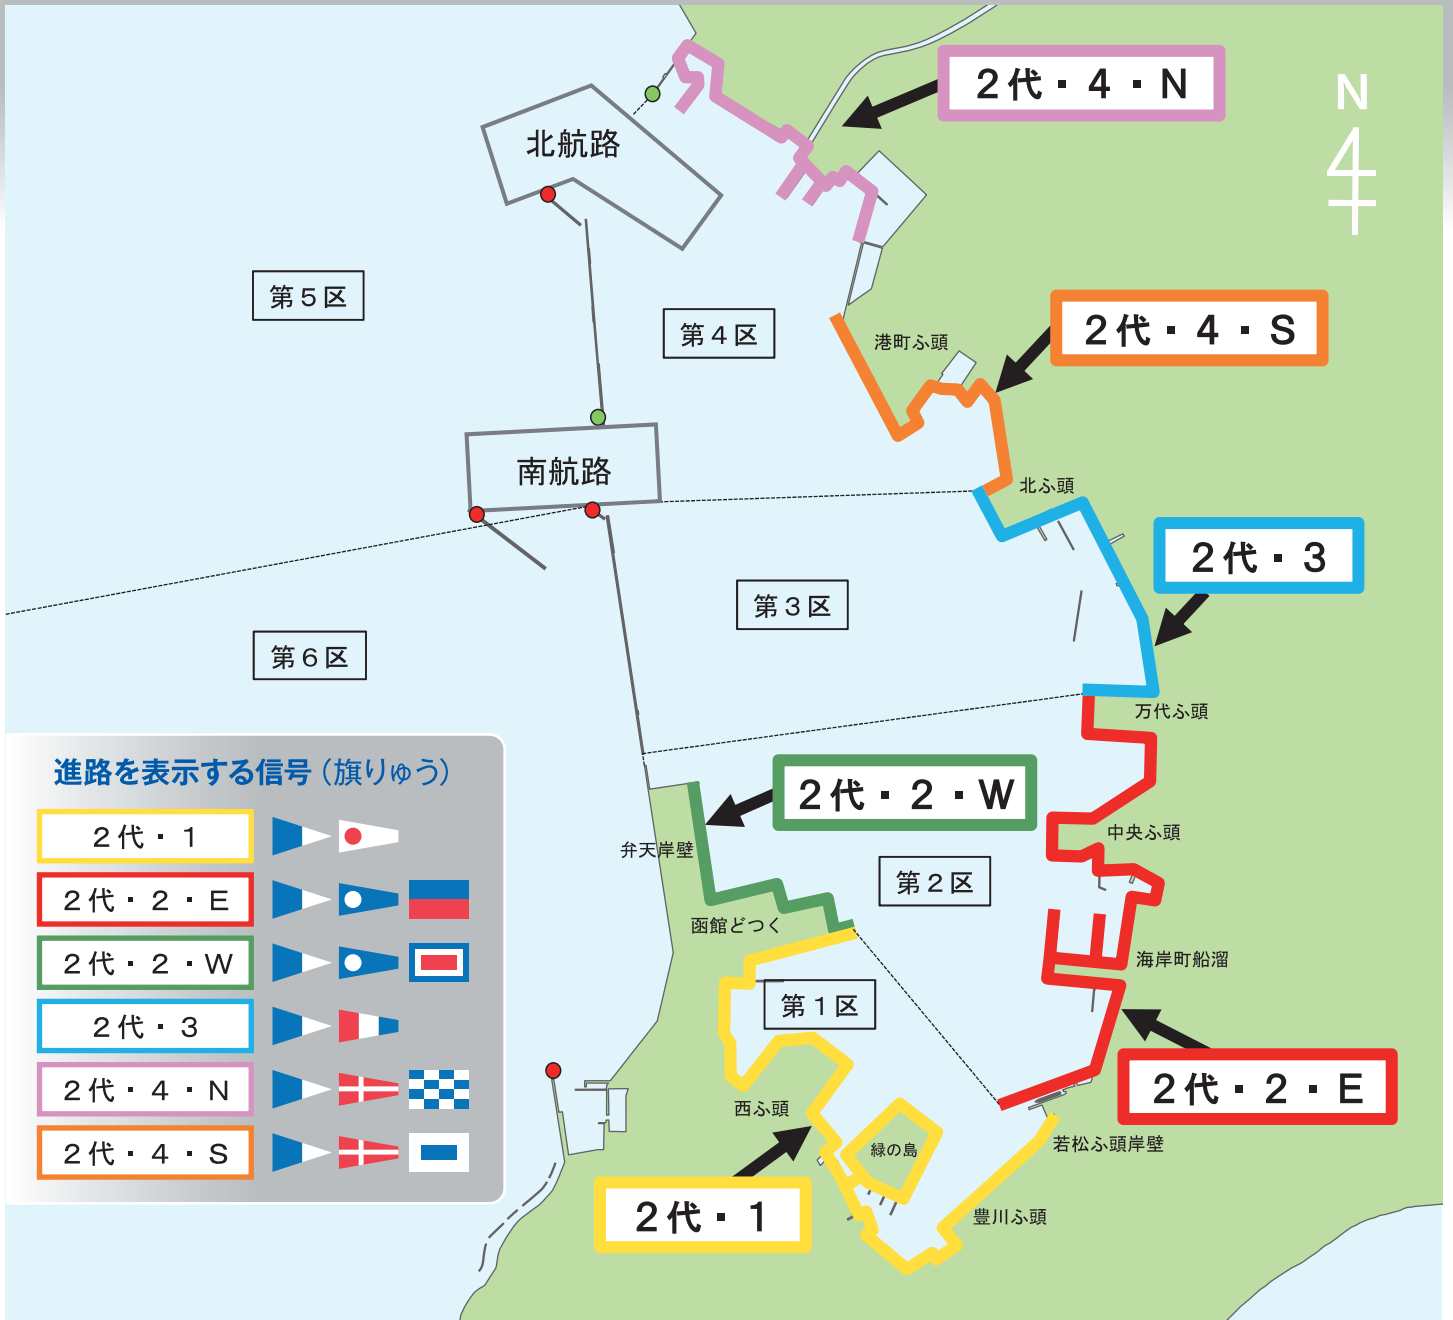 2代・4・N
N
北航路
第5区
第4区
2代・4・S
港町ふ頭
南航路
北ふ頭
2代・3
第3区
第6区
万代ふ頭
進路を表示する信号（旗りゅう）
2代・1
2代・2・E
2代・2・W
2代・3
2代・4・N
2代・4・S
2代・2・W
中央ふ頭
弁天岸壁
第2区
函館どつく
海岸町船溜
第1区
2代・2・E
西ふ頭
緑の島
若松ふ頭岸壁
2代・1
豊川ふ頭